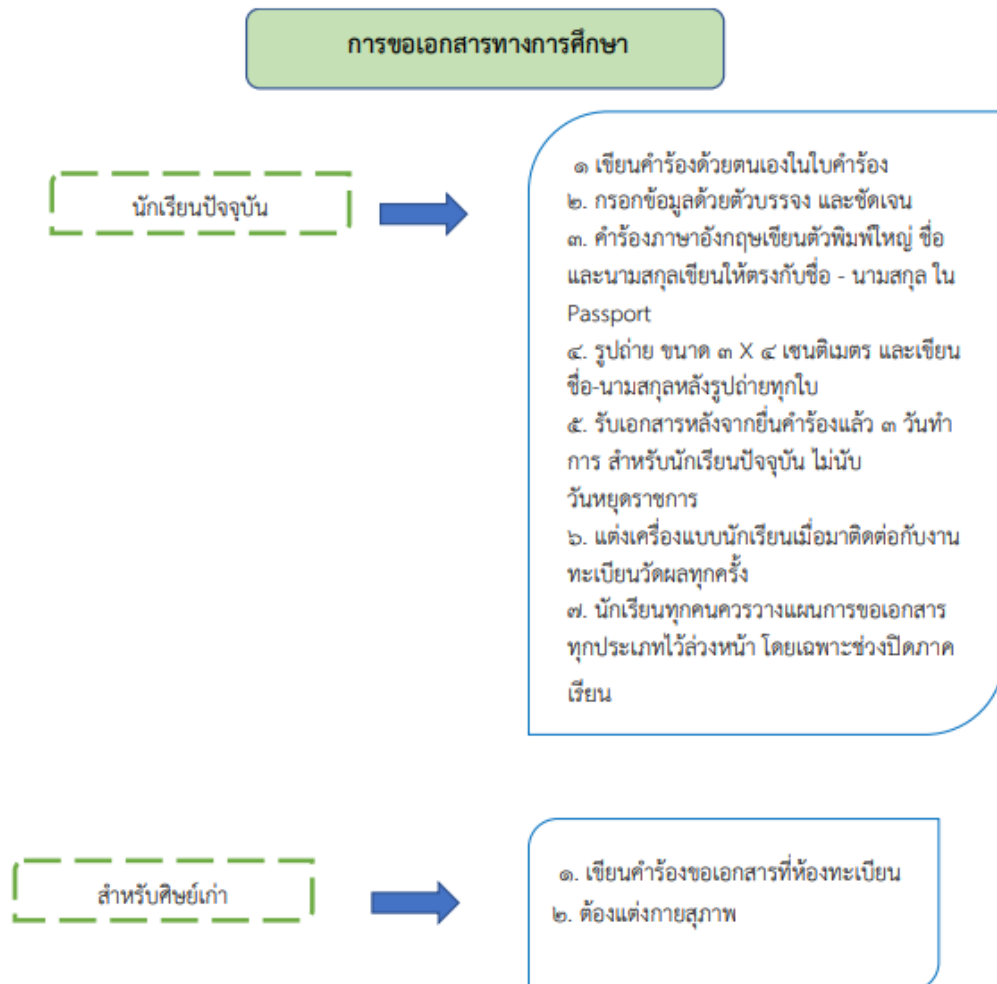 การขอเอกสารทางการศึกษา
นักเรียนปัจจุบัน
๑ เขียนคำร้องด้วยตนเองในใบคำร้อง
๒. กรอกข้อมูลด้วยตัวบรรจง และชัดเจน
๓. คำร้องภาษาอังกฤษเขียนตัวพิมพ์ใหญ่ ชื่อ
และนามสกุลเขียนให้ตรงกับชื่อ - นามสกุล ใน
Passport
๔. รูปถ่าย ขนาด ๓ X ๔ เซนติเมตร และเขียน
ชื่อ-นามสกุลหลังรูปถ่ายทุกใบ
๕. รับเอกสารหลังจากยื่นคำร้องแล้ว ๓ วันทำ
การ สำหรับนักเรียนปัจจุบัน ไม่นับ
วันหยุดราชการ
๖. แต่งเครื่องแบบนักเรียนเมื่อมาติดต่อกับงาน
ทะเบียนวัดผลทุกครั้ง
๗. นักเรียนทุกคนควรวางแผนการขอเอกสาร
ทุกประเภทไว้ล่วงหน้า โดยเฉพาะช่วงปิดภาค
เรียน
สำหรับศิษย์เก่า
๑. เขียนคำร้องขอเอกสารที่ห้องทะเบียน
๒. ต้องแต่งกายสุภาพ